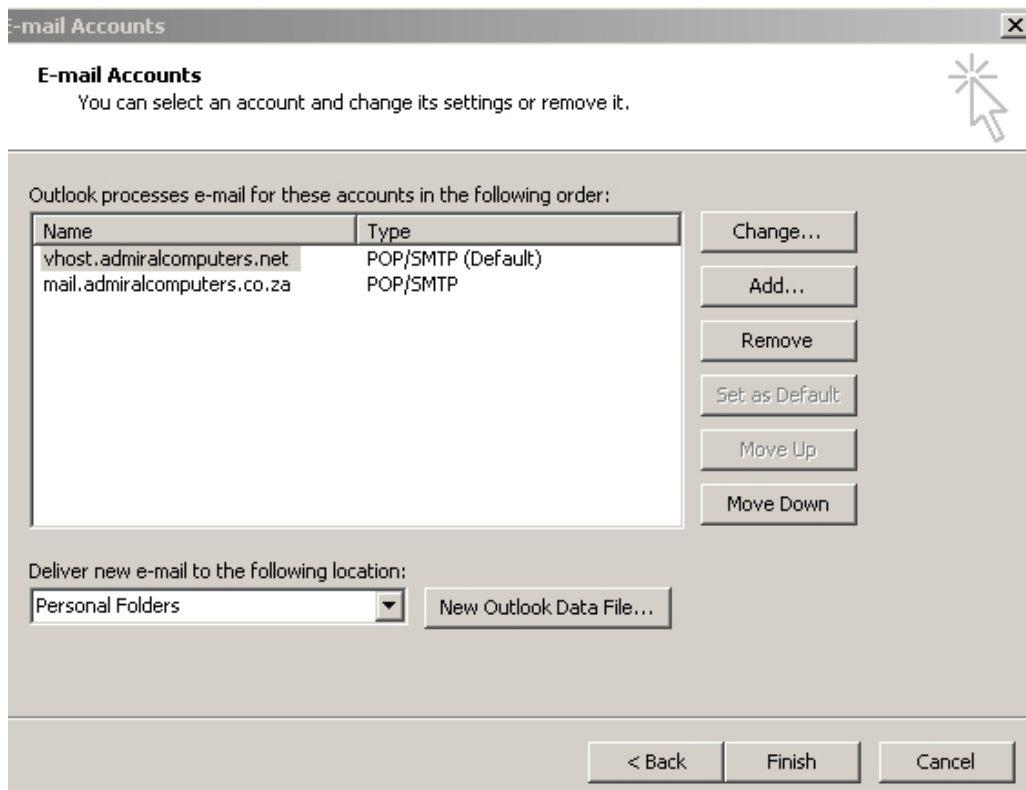 E-mail Accounts
E-mail Accounts
You can select an account and change its settings or remove it.
Outlook processes e-mail for these accounts in the following order:
Name Type
vhost.admiralcomputers.net POP/SMTP (Default)
mail.admiralcomputers.co.za POP/SMTP
Change...
Add...
Remove
Set as Default
Move Up
Move Down
Deliver new e-mail to the following location:
Personal Folders
New Outlook Data File...
< Back Finish Cancel